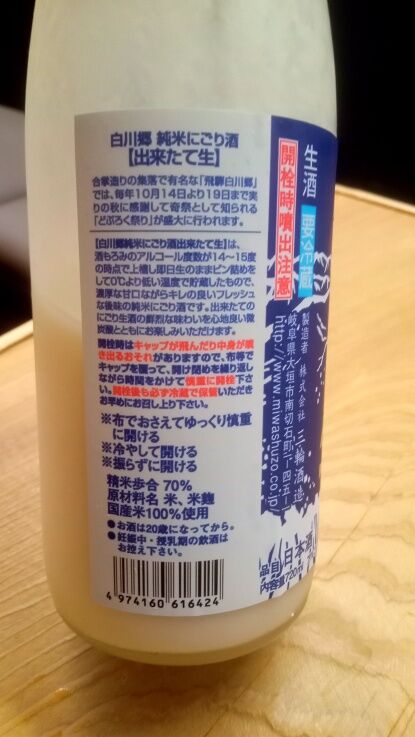 白川郷 純米にごり酒
【出来たて生】
合掌造りの集落で有名な「飛騨白川郷」
では、毎年10月14日より19日まで実
りの秋に感謝して奇祭として知られる
「どぶろく祭り」が盛大に行われます。
【白川郷純米にごり酒出来たて生】は、
酒もろみのアルコール度数が14〜15度
の時点で上槽し即日生のままビン詰めを
して0℃より低い温度で貯蔵したもので、
濃厚な甘口ながらキレの良いフレッシュ
な後味の純米にごり酒です。出来たての
にごり生酒の鮮烈な味わいを心地良い微
炭酸とともにお楽しみいただけます。
開栓時はキャップが飛んだり中身が噴
き出るおそれがありますので、布等で
キャップを覆って、開け閉めを繰り返し
ながら時間をかけて慎重に開栓下さ
い。開栓後も必ず冷蔵で保管いただき
お早めにお召し上り下さい。
※布でおさえてゆっくり慎重
に開ける
※冷やして開ける
※振らずに開ける
精米歩合 70%
原材料名 米、米麹
国産米100%使用
●お酒は20歳になってから。
●妊娠中・授乳期の飲酒は
お控え下さい。
4 974160 616424
生酒 要冷蔵
開栓時噴出注意
製造者 株式会社 三輪酒造
岐阜県大垣市南切石町一ー四五
http://www.miwashuzo.co.jp/
品目 日本酒
内容量720m